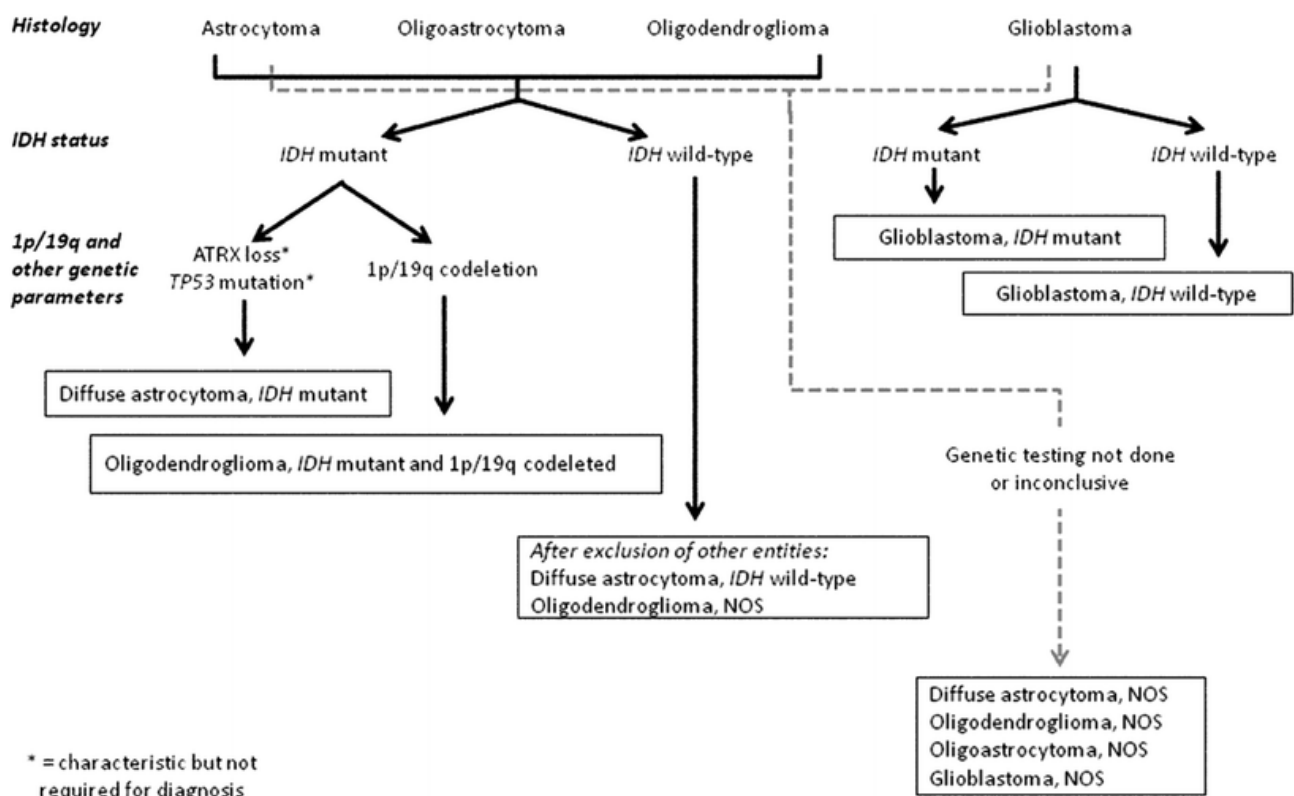 Histology
Astrocytoma
Oligoastrocytoma
Oligodendroglioma
Glioblastoma
IDH status
IDH mutant
IDH wild-type
IDH mutant
IDH wild-type
1p/19q and
other genetic
parameters
ATRX loss*
TP53 mutation*
1p/19q codeletion
Glioblastoma, IDH mutant
Glioblastoma, IDH wild-type
Diffuse astrocytoma, IDH mutant
Oligodendroglioma, IDH mutant and 1p/19q codeleted
Genetic testing not done
or inconclusive
After exclusion of other entities:
Diffuse astrocytoma, IDH wild-type
Oligodendroglioma, NOS
Diffuse astrocytoma, NOS
Oligodendroglioma, NOS
Oligoastrocytoma, NOS
Glioblastoma, NOS
* = characteristic but not
required for diagnosis